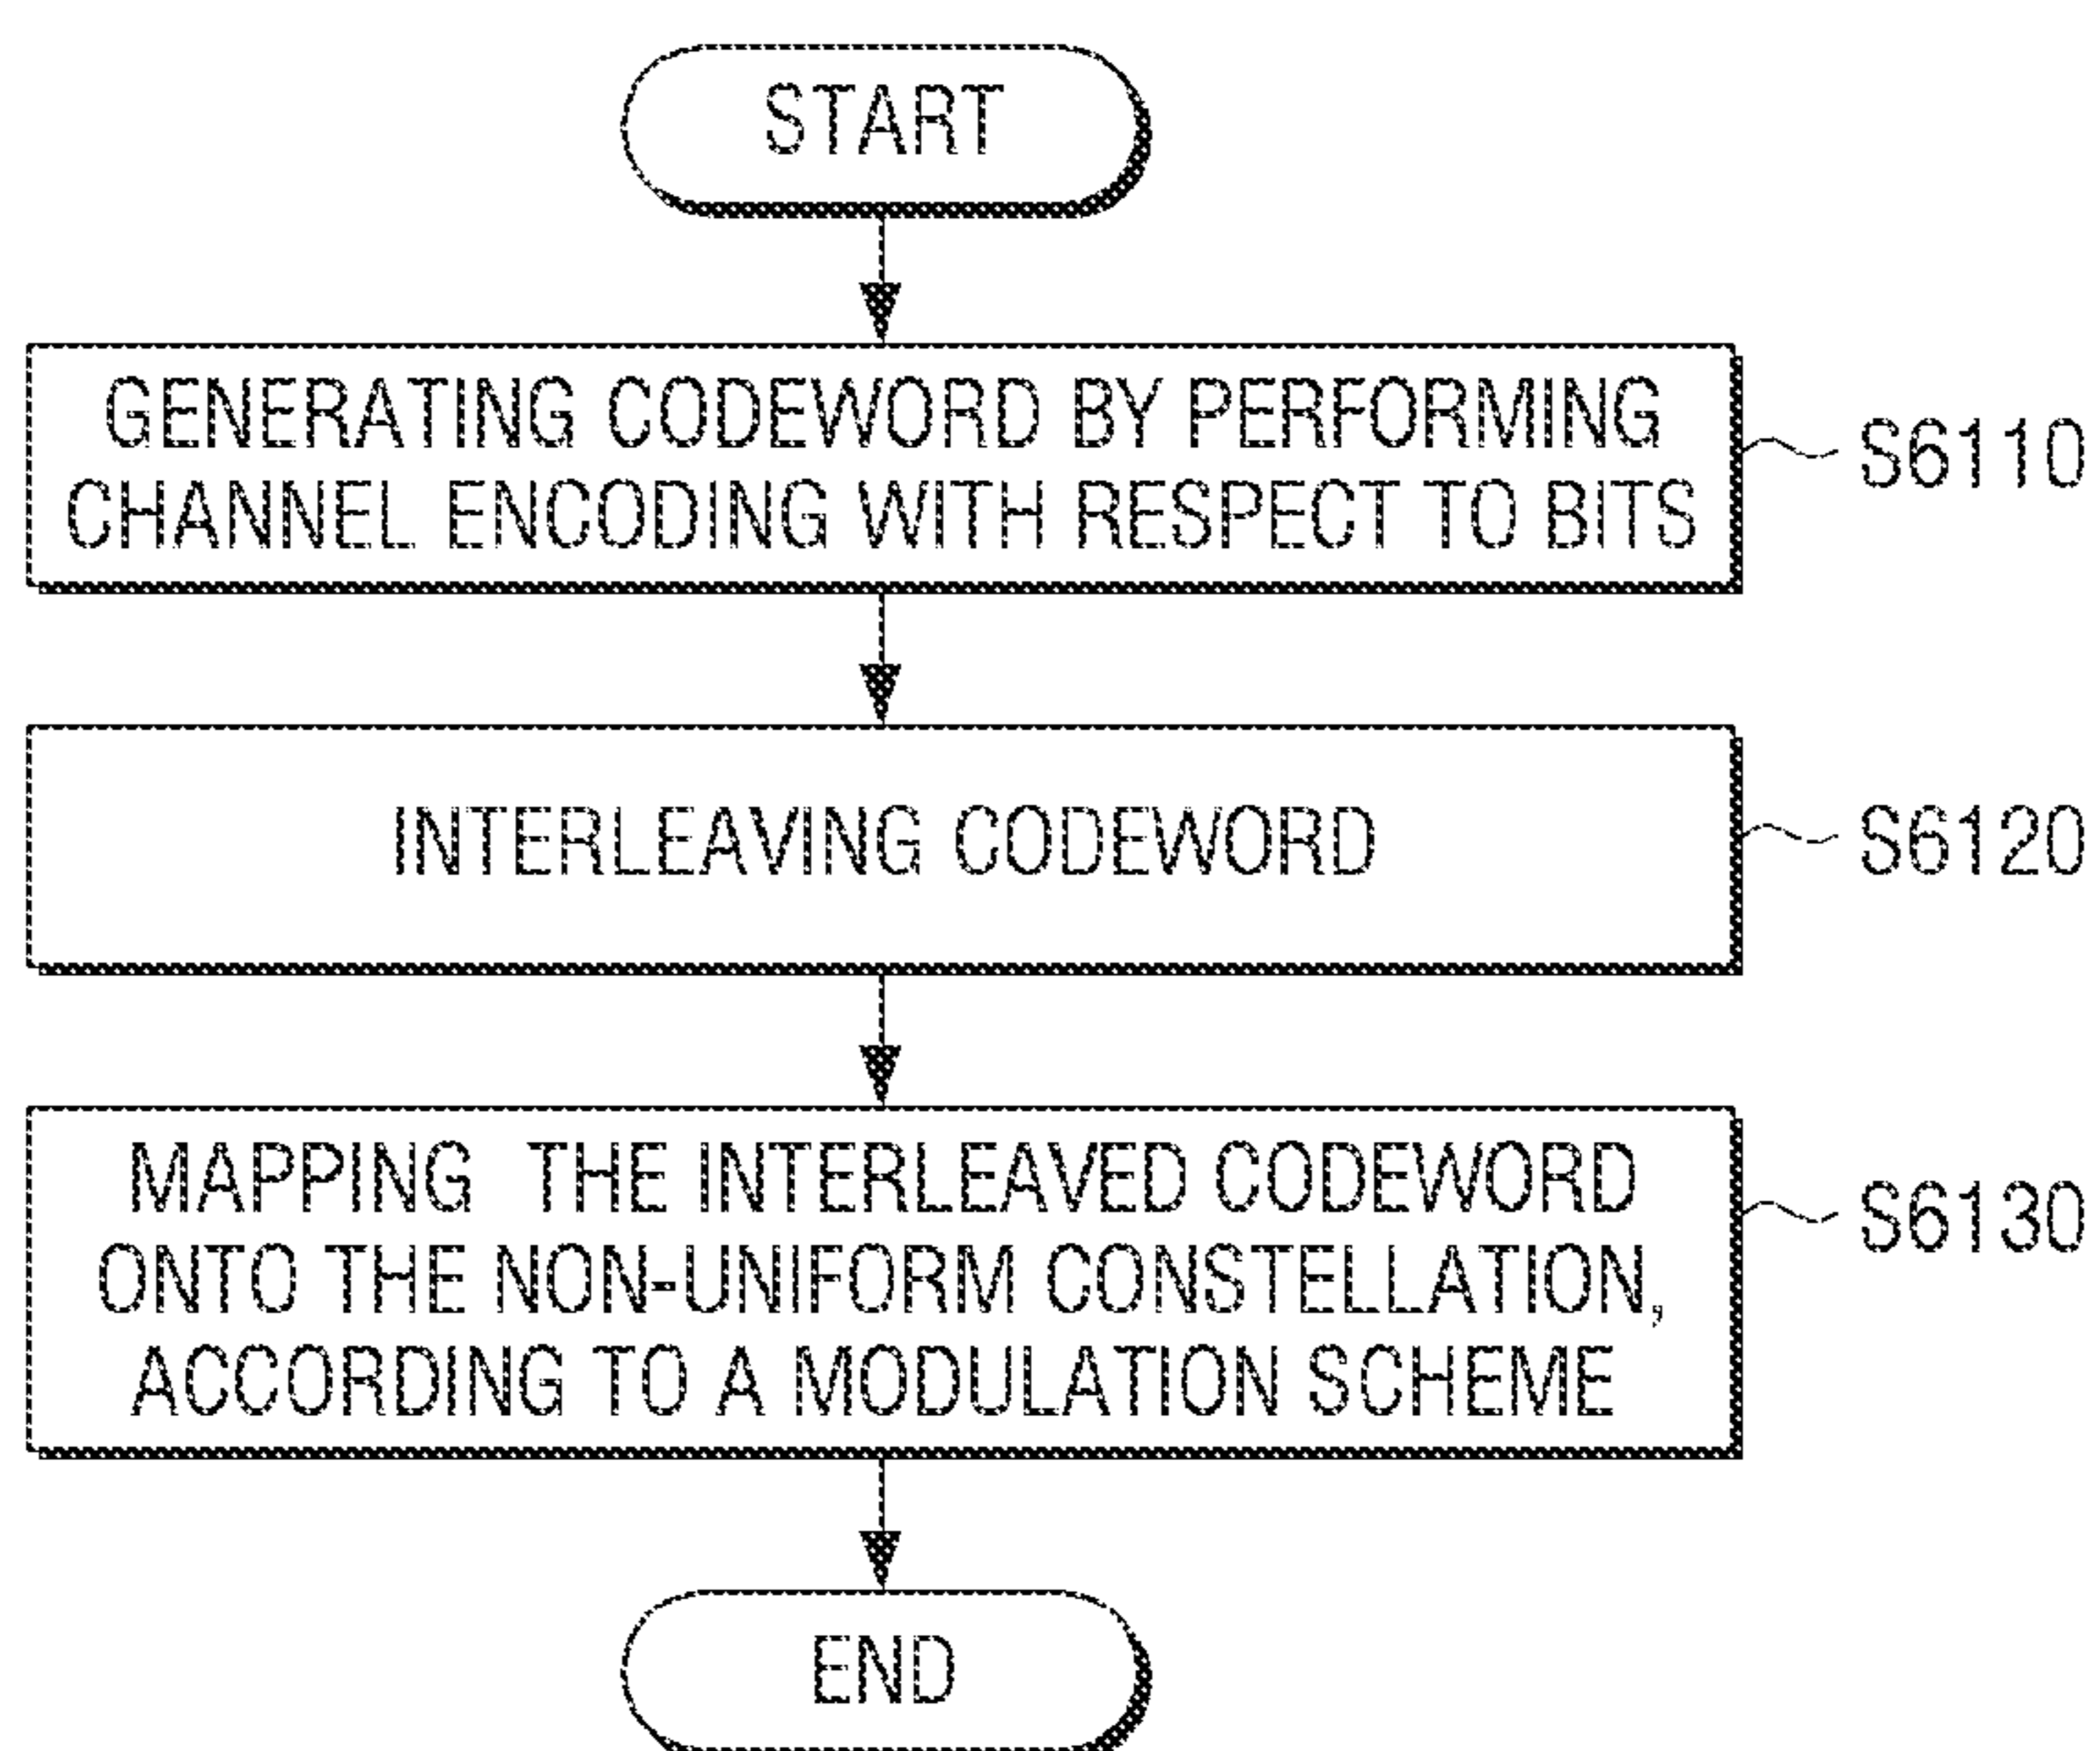 START
GENERATING CODEWORD BY PERFORMING
CHANNEL ENCODING WITH RESPECT TO BITS
S6110
INTERLEAVING CODEWORD
S6120
MAPPING THE INTERLEAVED CODEWORD
ONTO THE NON-UNIFORM CONSTELLATION,
ACCORDING TO A MODULATION SCHEME
S6130
END